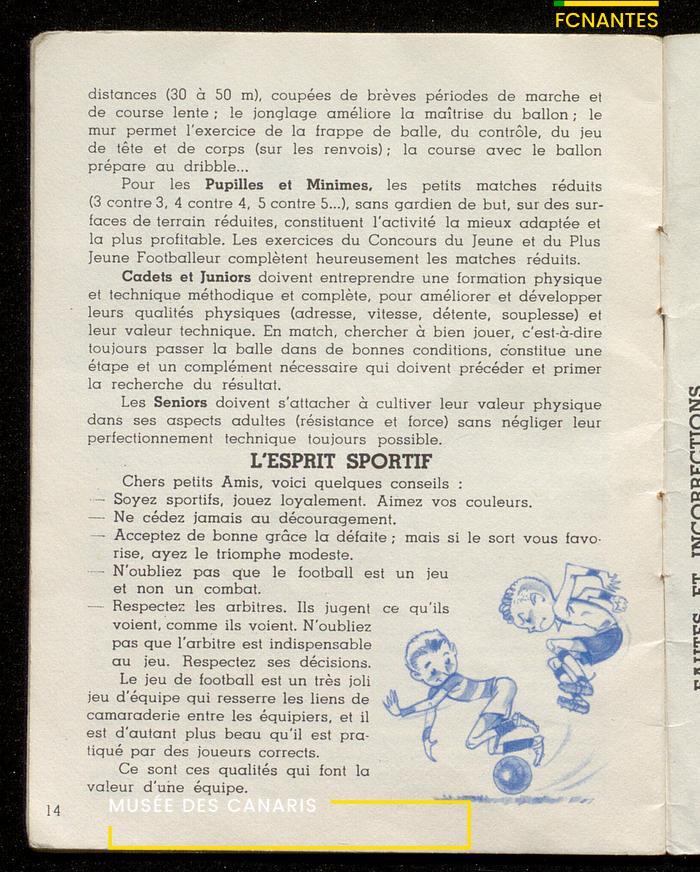 FCNANTES
distances (30 à 50 m), coupées de brèves périodes de marche et
de course lente ; le jonglage améliore la maîtrise du ballon ; le
mur permet l'exercice de la frappe de balle, du contrôle, du jeu
de tête et de corps (sur les renvois) ; la course avec le ballon
prépare au dribble...
Pour les Pupilles et Minimes, les petits matches réduits
(3 contre 3, 4 contre 4, 5 contre 5...), sans gardien de but, sur des sur-
faces de terrain réduites, constituent l'activité la mieux adaptée et
la plus profitable. Les exercices du Concours du Jeune et du Plus
Jeune Footballeur complètent heureusement les matches réduits.
Cadets et Juniors doivent entreprendre une formation physique
et technique méthodique et complète, pour améliorer et développer
leurs qualités physiques (adresse, vitesse, détente, souplesse) et
leur valeur technique. En match, chercher à bien jouer, c'est-à-dire
toujours passer la balle dans de bonnes conditions, constitue une
étape et un complément nécessaire qui doivent précéder et primer
la recherche du résultat.
Les Seniors doivent s'attacher à cultiver leur valeur physique
dans ses aspects adultes (résistance et force) sans négliger leur
perfectionnement technique toujours possible.
L'ESPRIT SPORTIF
Chers petits Amis, voici quelques conseils :
— Soyez sportifs, jouez loyalement. Aimez vos couleurs.
— Ne cédez jamais au découragement.
— Acceptez de bonne grâce la défaite ; mais si le sort vous favo-
rise, ayez le triomphe modeste.
— N'oubliez pas que le football est un jeu
et non un combat.
— Respectez les arbitres. Ils jugent ce qu'ils
voient, comme ils voient. N'oubliez
pas que l'arbitre est indispensable
au jeu. Respectez ses décisions.
Le jeu de football est un très joli
jeu d'équipe qui resserre les liens de
camaraderie entre les équipiers, et il
est d'autant plus beau qu'il est pra-
tiqué par des joueurs corrects.
Ce sont ces qualités qui font la
valeur d'une équipe.
14
MUSÉE DES CANARIS
ET INCORRECTIONS